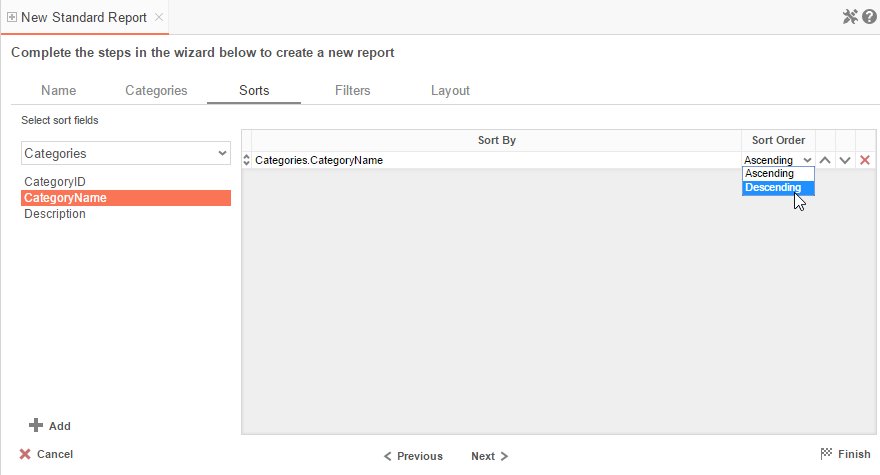 New Standard Report
Complete the steps in the wizard below to create a new report
Name Categories Sorts Filters Layout
Select sort fields
Categories
CategoryID
CategoryName
Description
Sort By Sort Order
Categories.CategoryName Ascending
Ascending
Descending
Add
Cancel Previous Next Finish